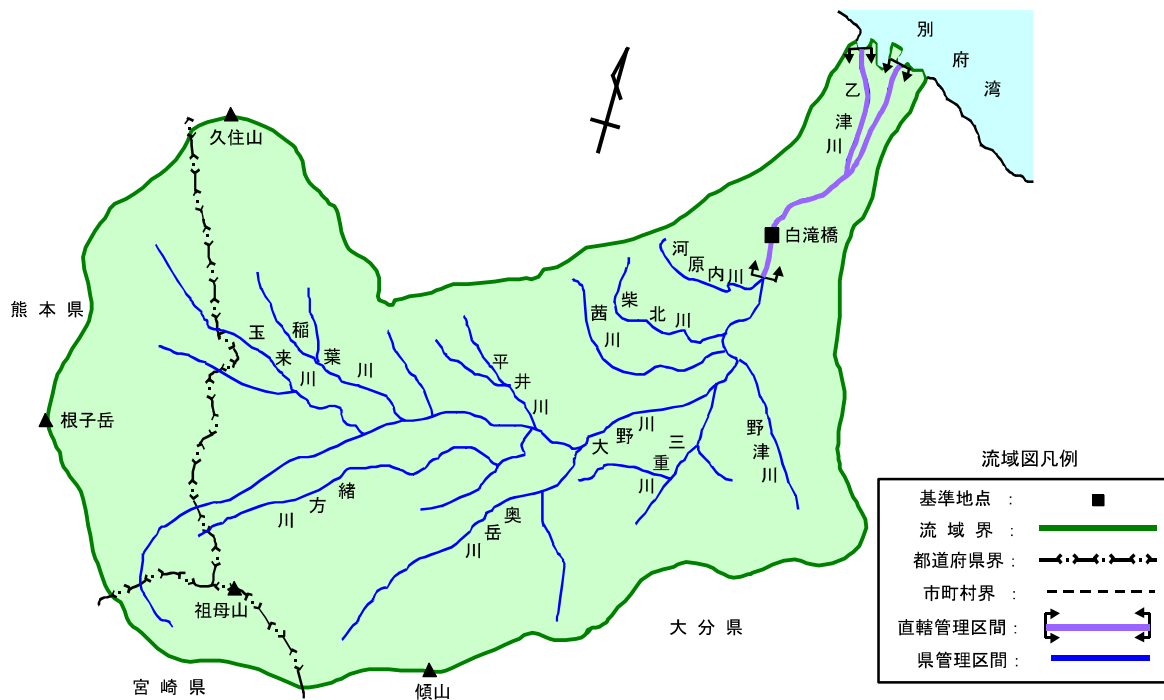 別府湾
乙津川
久住山
白滝橋
河原内川
熊本県
玉来川
稲葉川
平井川
茜川
柴北川
根子岳
大野川
三重川
野津川
緒方川
奥岳川
祖母山
大分県
宮崎県
傾山
流域図凡例
基準地点 :
流域界 :
都道府県界 :
市町村界 :
直轄管理区間 :
県管理区間 :